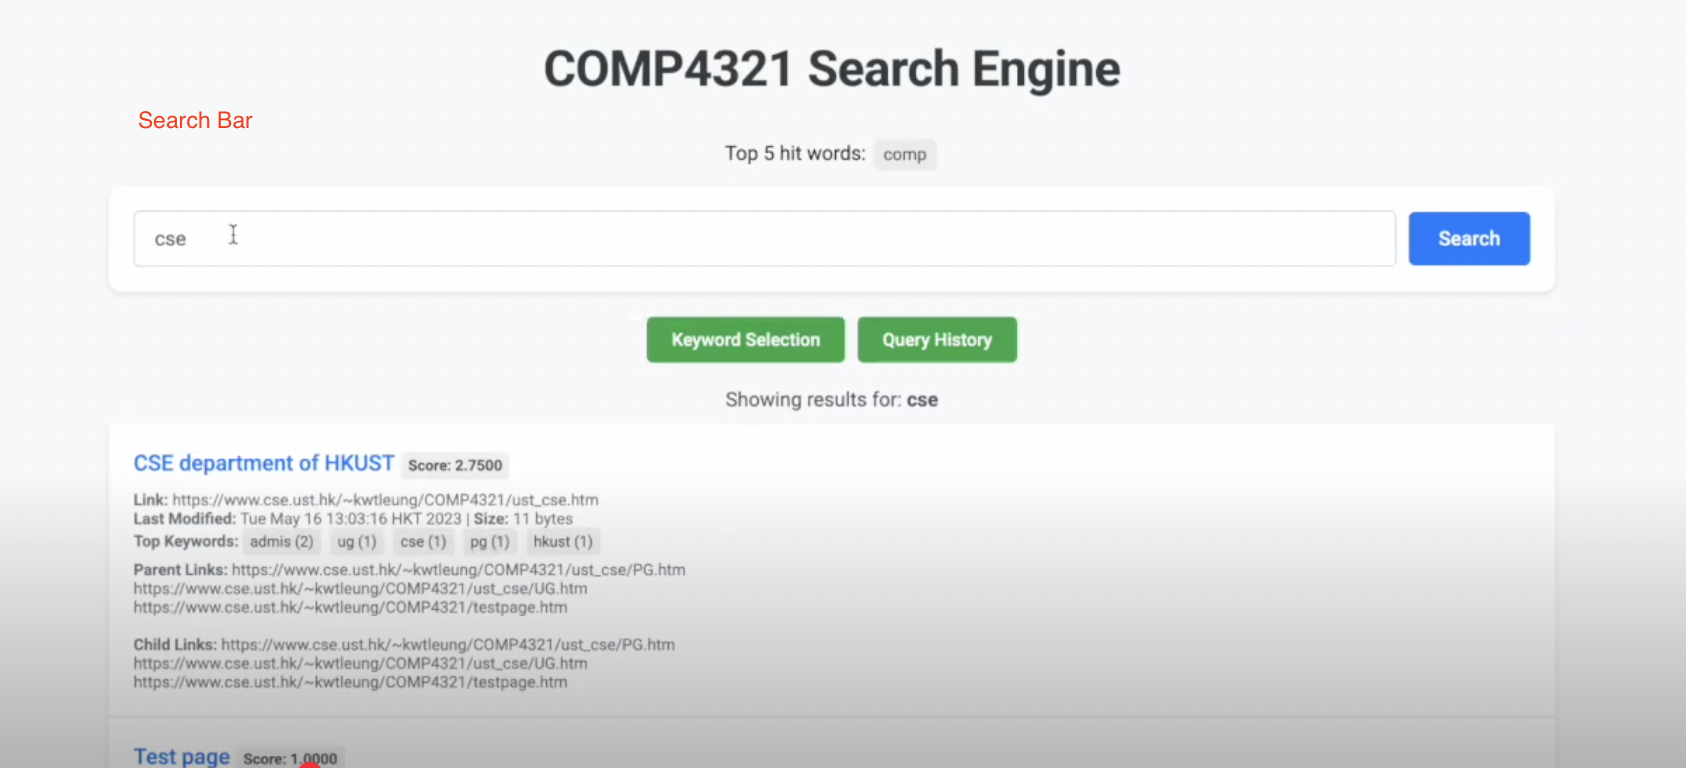 COMP4321 Search Engine
Search Bar
Top 5 hit words: comp
cse
Search
Keyword Selection
Query History
Showing results for: cse
CSE department of HKUST Score: 2.7500
Link: https://www.cse.ust.hk/~kwtleung/COMP4321/ust_cse.htm
Last Modified: Tue May 16 13:03:16 HKT 2023 | Size: 11 bytes
Top Keywords: admis (2) ug (1) cse (1) pg (1) hkust (1)
Parent Links: https://www.cse.ust.hk/~kwtleung/COMP4321/ust_cse/PG.htm
https://www.cse.ust.hk/~kwtleung/COMP4321/ust_cse/UG.htm
https://www.cse.ust.hk/~kwtleung/COMP4321/testpage.htm
Child Links: https://www.cse.ust.hk/~kwtleung/COMP4321/ust_cse/PG.htm
https://www.cse.ust.hk/~kwtleung/COMP4321/ust_cse/UG.htm
https://www.cse.ust.hk/~kwtleung/COMP4321/testpage.htm
Test page Score: 1.0000